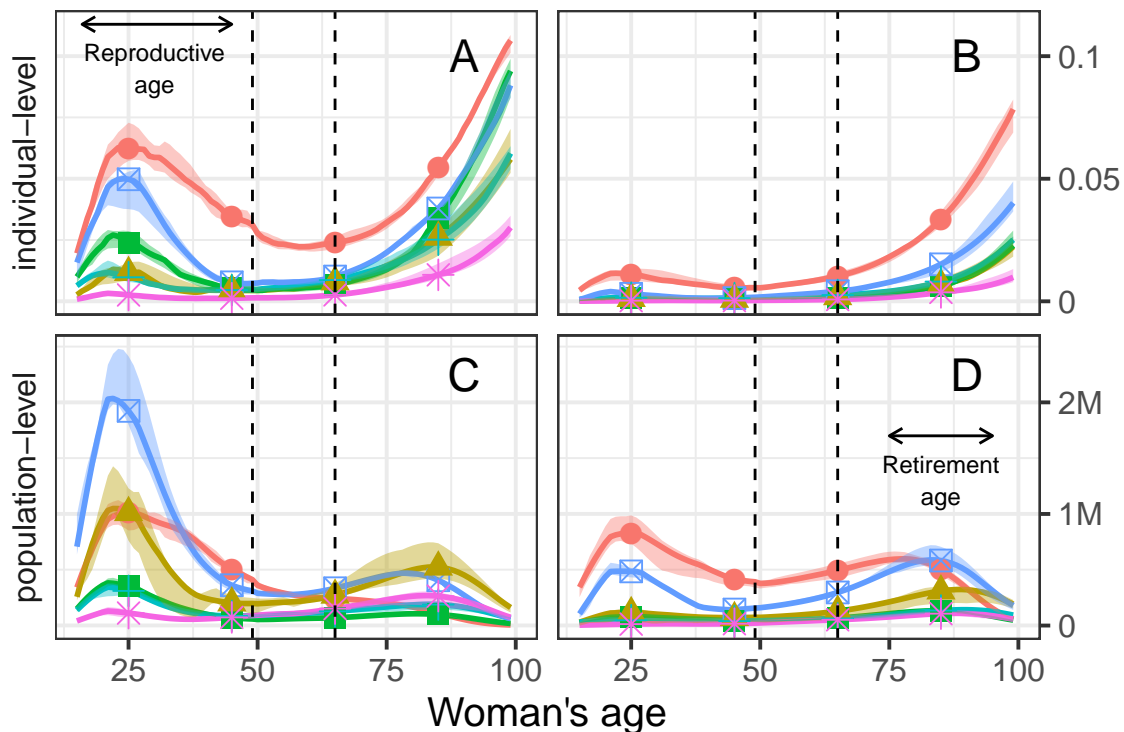 individual−level
Reproductive
age
A
B
0.1
0.05
0
population−level
C
D
Retirement
age
2M
1M
0
25
50
75
100
25
50
75
100
Woman's age